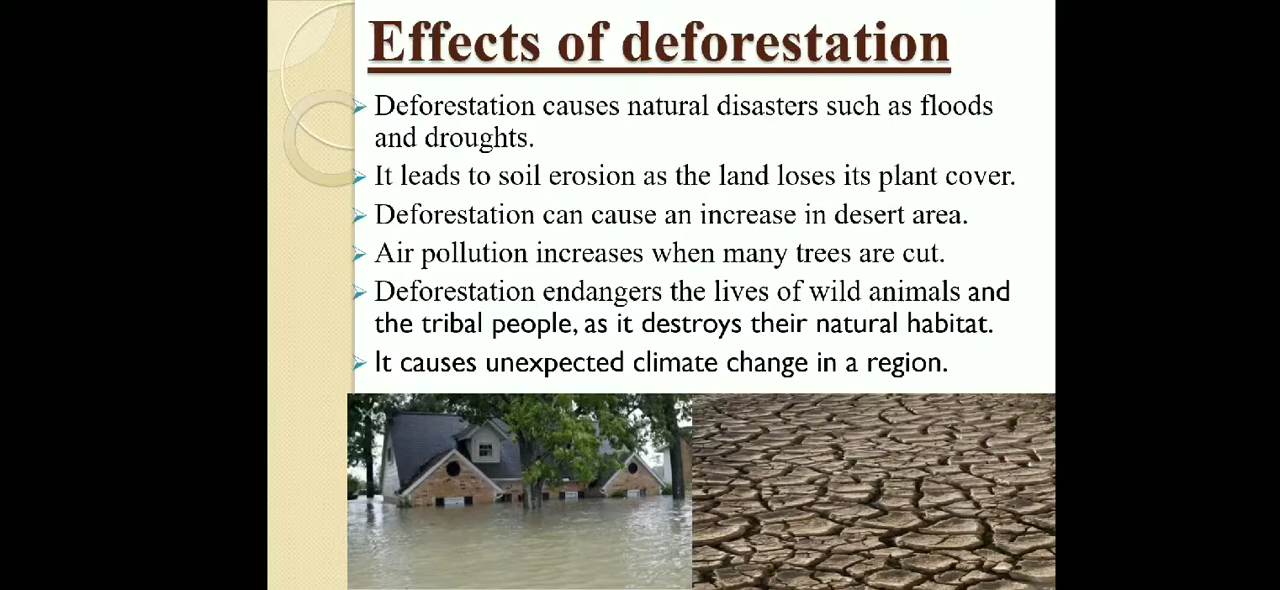 Effects of deforestation
Deforestation causes natural disasters such as floods
and droughts.
It leads to soil erosion as the land loses its plant cover.
Deforestation can cause an increase in desert area.
Air pollution increases when many trees are cut.
Deforestation endangers the lives of wild animals and
the tribal people, as it destroys their natural habitat.
It causes unexpected climate change in a region.